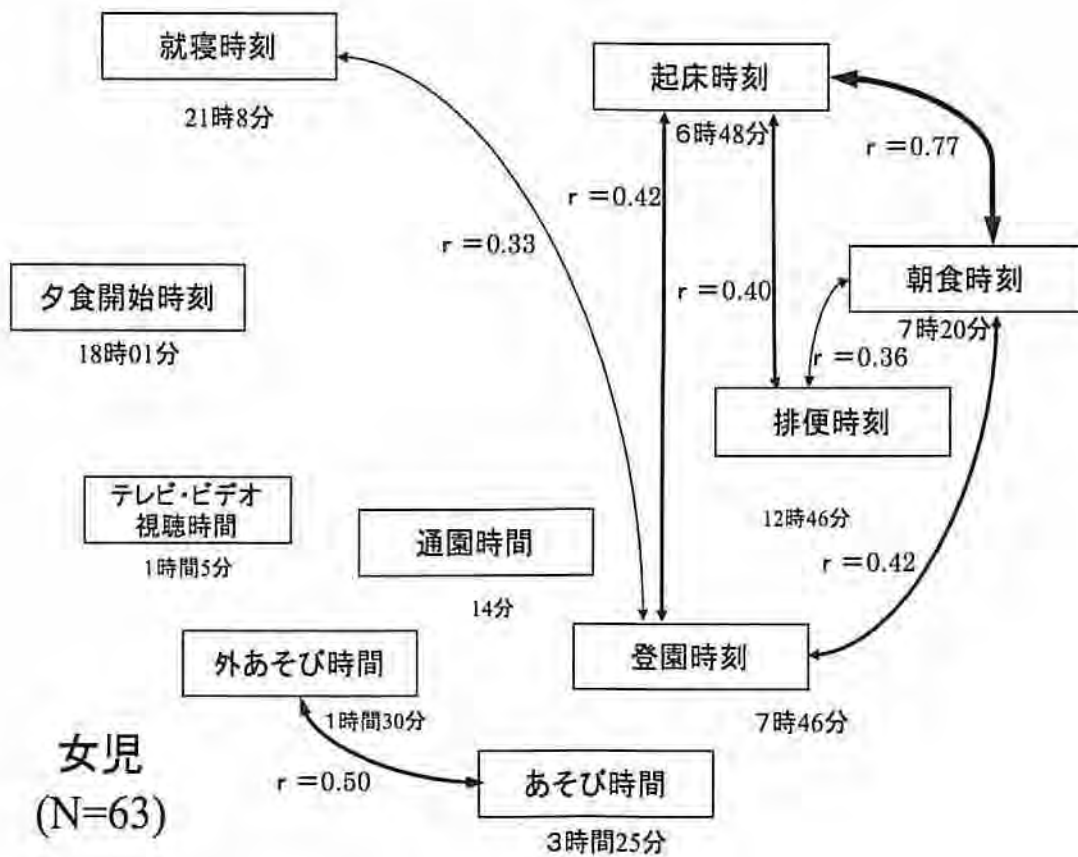 就寝時刻
21時8分
起床時刻
6時48分
r=0.77
r=0.42
r=0.33
r=0.40
夕食開始時刻
18時01分
朝食時刻
7時20分
r=0.36
排便時刻
12時46分
r=0.42
テレビ・ビデオ
視聴時間
1時間5分
通園時間
14分
登園時刻
7時46分
外あそび時間
1時間30分
r=0.50
あそび時間
3時間25分
女児
(N=63)